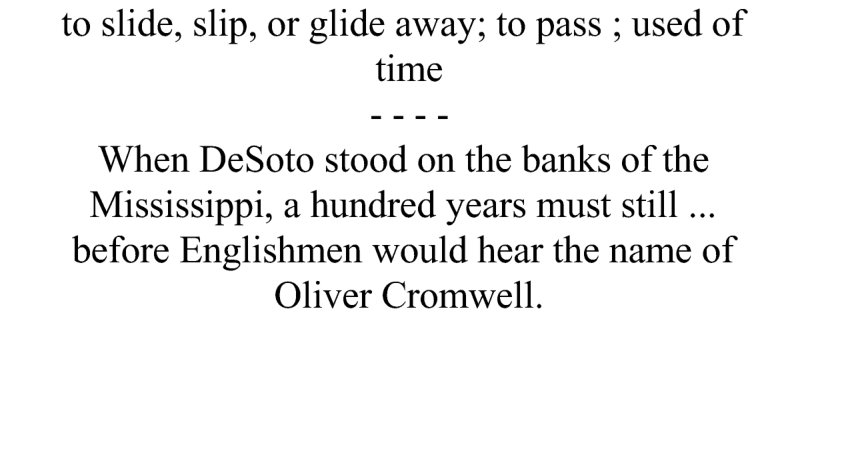 to slide, slip, or glide away; to pass ; used of
time
- - - -
When DeSoto stood on the banks of the
Mississippi, a hundred years must still ...
before Englishmen would hear the name of
Oliver Cromwell.